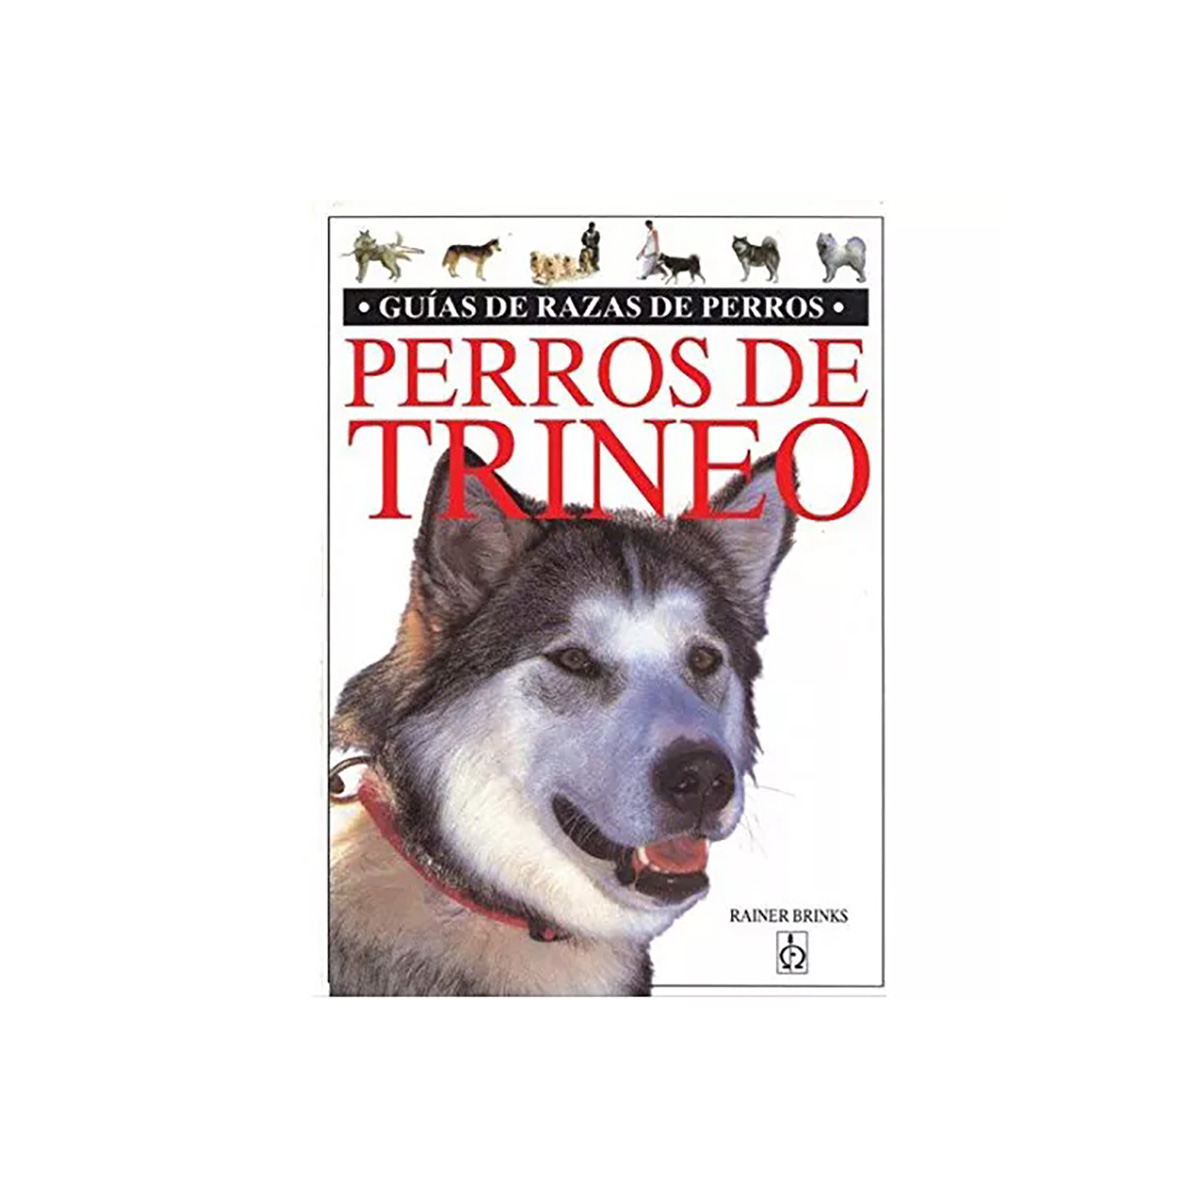 • GUÍAS DE RAZAS DE PERROS •
PERROS DE
TRINEO
RAINER BRINKS